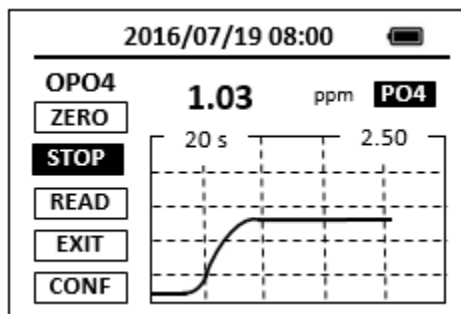 2016/07/19 08:00
OPO4
1.03 ppm PO4
ZERO
20 s 2.50
STOP
READ
EXIT
CONF